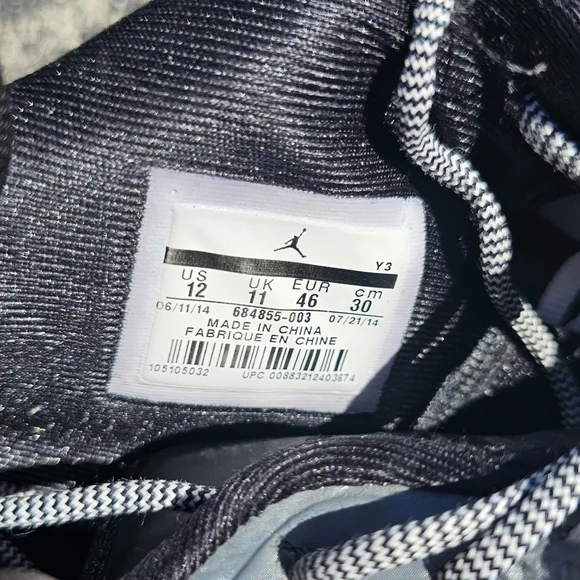 Y3
US UK EUR cm
12 11 46 30
06/11/14 684855-003 07/21/14
MADE IN CHINA
FABRIQUE EN CHINE
105105032 UPC 00883212403674